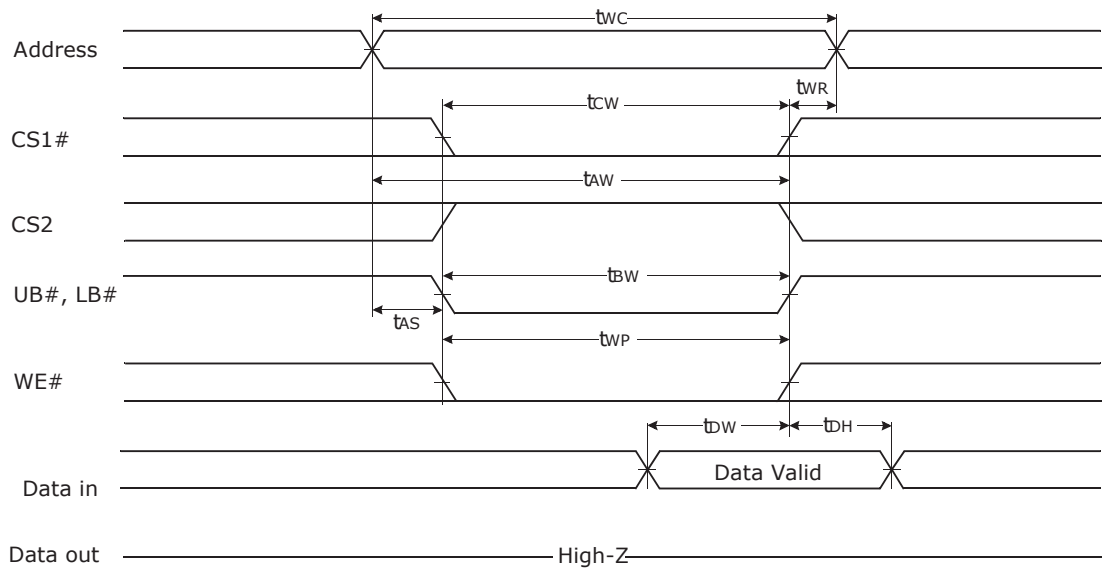 tWC
Address
tCW
tWR
CS1#
tAW
CS2
tBW
UB#, LB#
tAS
tWP
WE#
tDW
tDH
Data Valid
Data in
Data out
High-Z